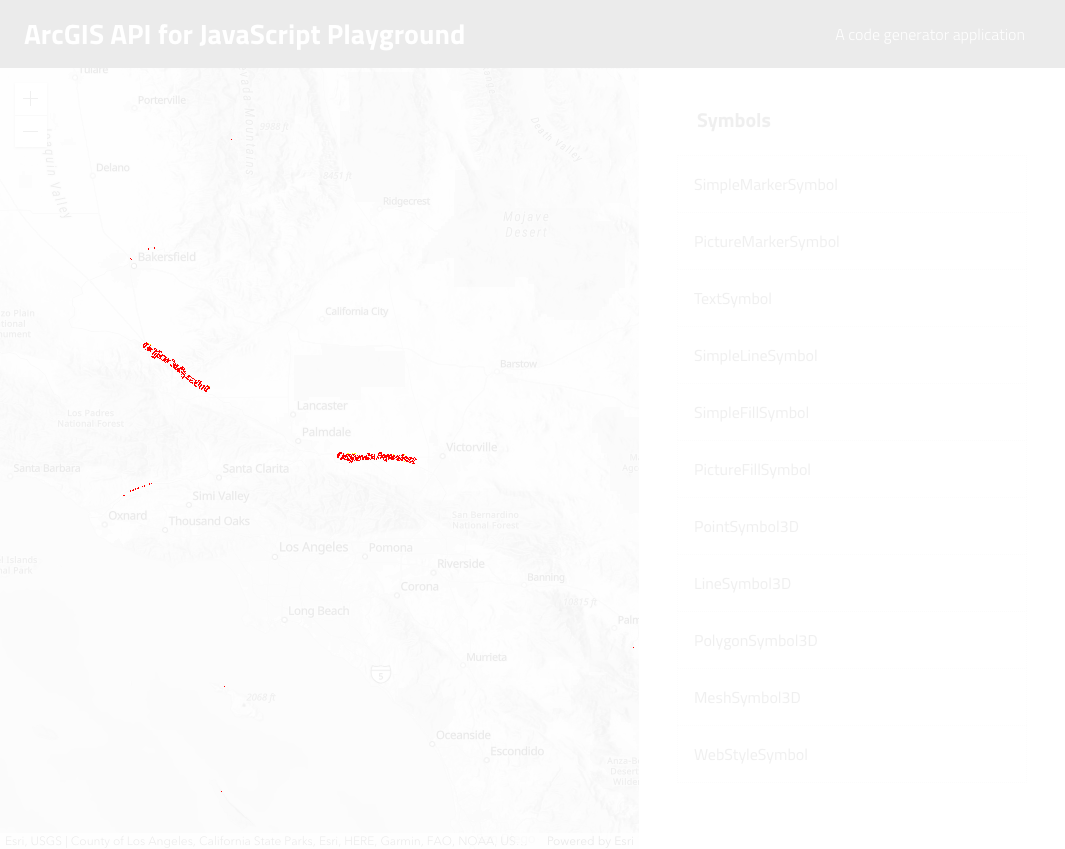 ArcGIS API for JavaScript Playground
A code generator application
Tulare
Porterville
Delano
Ridgecrest
Mojave
Desert
Death Valley
Bakersfield
California City
Barstow
Los Padres
National Forest
Lancaster
Palmdale
Victorville
Santa Barbara
Santa Clarita
Simi Valley
Oxnard
Thousand Oaks
San Bernardino
National Forest
Los Angeles
Pomona
Riverside
Banning
Corona
Long Beach
Murrieta
5
Oceanside
Escondido
Esri, USGS | County of Los Angeles, California State Parks, Esri, HERE, Garmin, FAO, NOAA, US...
Powered by Esri
Symbols
SimpleMarkerSymbol
PictureMarkerSymbol
TextSymbol
SimpleLineSymbol
SimpleFillSymbol
PictureFillSymbol
PointSymbol3D
LineSymbol3D
PolygonSymbol3D
MeshSymbol3D
WebStyleSymbol